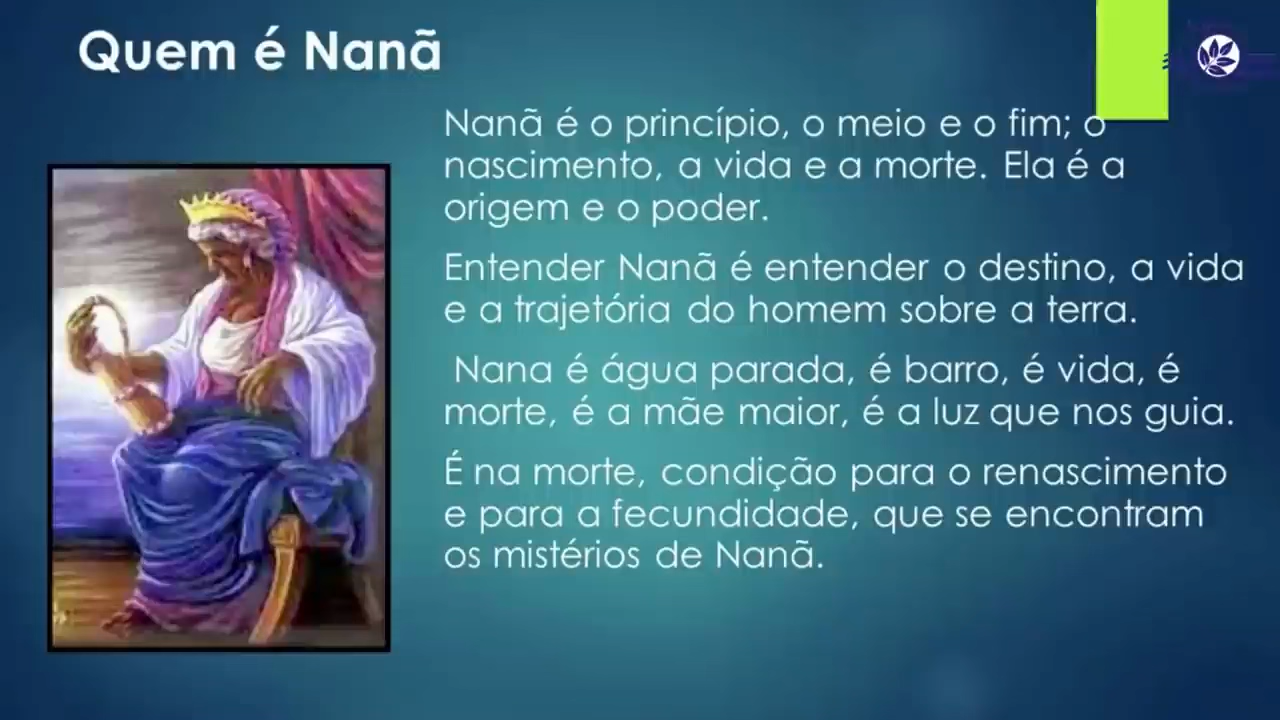 Quem é Nanã
Nanã é o princípio, o meio e o fim; o
nascimento, a vida e a morte. Ela é a
origem e o poder.
Entender Nanã é entender o destino, a vida
e a trajetória do homem sobre a terra.
Nana é água parada, é barro, é vida, é
morte, é a mãe maior, é a luz que nos guia.
É na morte, condição para o renascimento
e para a fecundidade, que se encontram
os mistérios de Nanã.